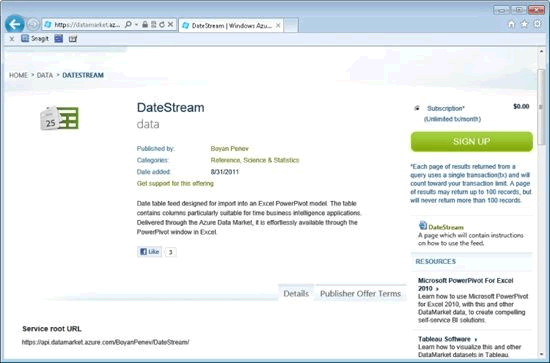 https://datamarket.az...
DateStream | Windows Azu...
x Snagit
HOME > DATA > DATESTREAM
25
DateStream
data
Published by: Boyan Penev
Categories: Reference, Science & Statistics
Date added: 8/31/2011
Get support for this offering
Date table feed designed for import into an Excel PowerPivot model. The table
contains columns particularly suitable for time business intelligence applications.
Delivered through the Azure Data Market, it is effortlessly available through the
PowerPivot window in Excel.
Like 3
Subscription* $0.00
(Unlimited tx/month)
SIGN UP
*Each page of results returned from a
query uses a single transaction(tx) and will
count toward your transaction limit. A page
of results may return up to 100 records, but
will never return more than 100 records.
DateStream
A page which will contain instructions
on how to use the feed.
RESOURCES
Microsoft PowerPivot For Excel
2010 ›
Learn how to use Microsoft PowerPivot
for Excel 2010, with this and other
DataMarket data, to create compelling
self-service BI solutions.
Tableau Software ›
Learn how to visualize this and other
DataMarket datasets in Tableau.
Details Publisher Offer Terms
Service root URL
https://api.datamarket.azure.com/BoyanPenev/DateStream/